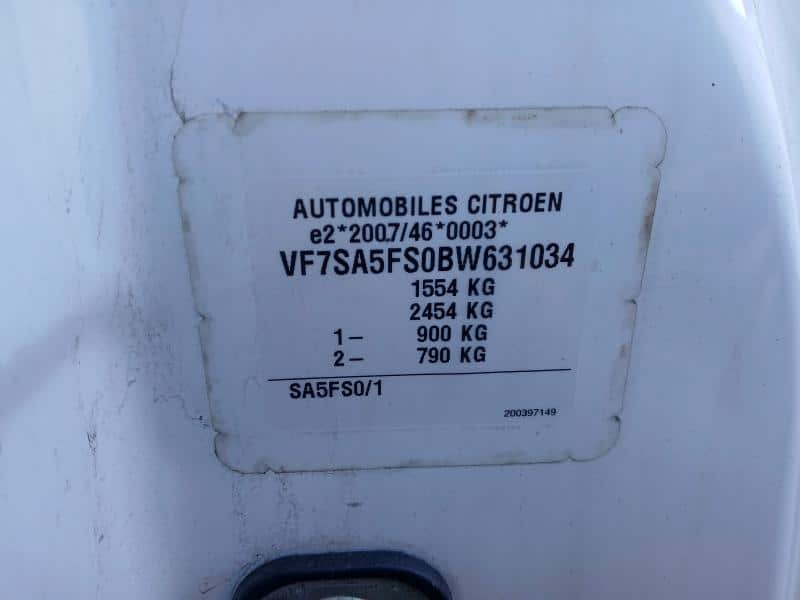 AUTOMOBILES CITROEN
e2*2007/46*0003*
VF7SA5FS0BW631034
1554 KG
2454 KG
1– 900 KG
2– 790 KG
SA5FS0/1
200397149